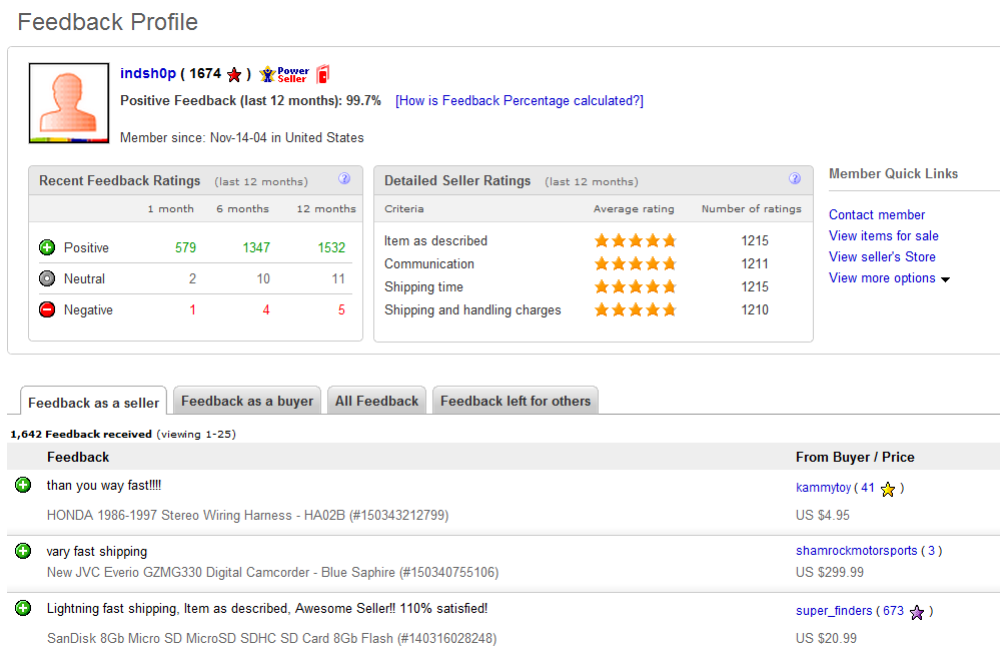 Feedback Profile
indsh0p ( 1674 ) Power Seller
Positive Feedback (last 12 months): 99.7% [How is Feedback Percentage calculated?]
Member since: Nov-14-04 in United States
Recent Feedback Ratings (last 12 months) ?
1 month 6 months 12 months
Positive 579 1347 1532
Neutral 2 10 11
Negative 1 4 5
Detailed Seller Ratings (last 12 months) ?
Criteria Average rating Number of ratings
Item as described 1215
Communication 1211
Shipping time 1215
Shipping and handling charges 1210
Member Quick Links
Contact member
View items for sale
View seller's Store
View more options
Feedback as a seller Feedback as a buyer All Feedback Feedback left for others
1,642 Feedback received (viewing 1-25)
Feedback From Buyer / Price
than you way fast!!!! kammytoy ( 41 )
HONDA 1986-1997 Stereo Wiring Harness - HA02B (#150343212799) US $4.95
vary fast shipping shamrockmotorsports ( 3 )
New JVC Everio GZMG330 Digital Camcorder - Blue Saphire (#150340755106) US $299.99
Lightning fast shipping, Item as described, Awesome Seller!! 110% satisfied! super_finders ( 673 )
SanDisk 8Gb Micro SD MicroSD SDHC SD Card 8Gb Flash (#140316028248) US $20.99